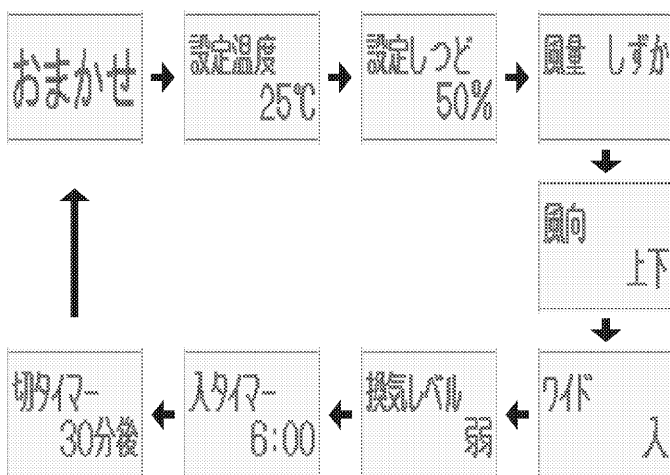 おまかせ
設定温度
25℃
設定しつど
50%
風量 しずか
風向
上下
ワイド
入
換気レベル
弱
入タイマー
6:00
切タイマー
30分後